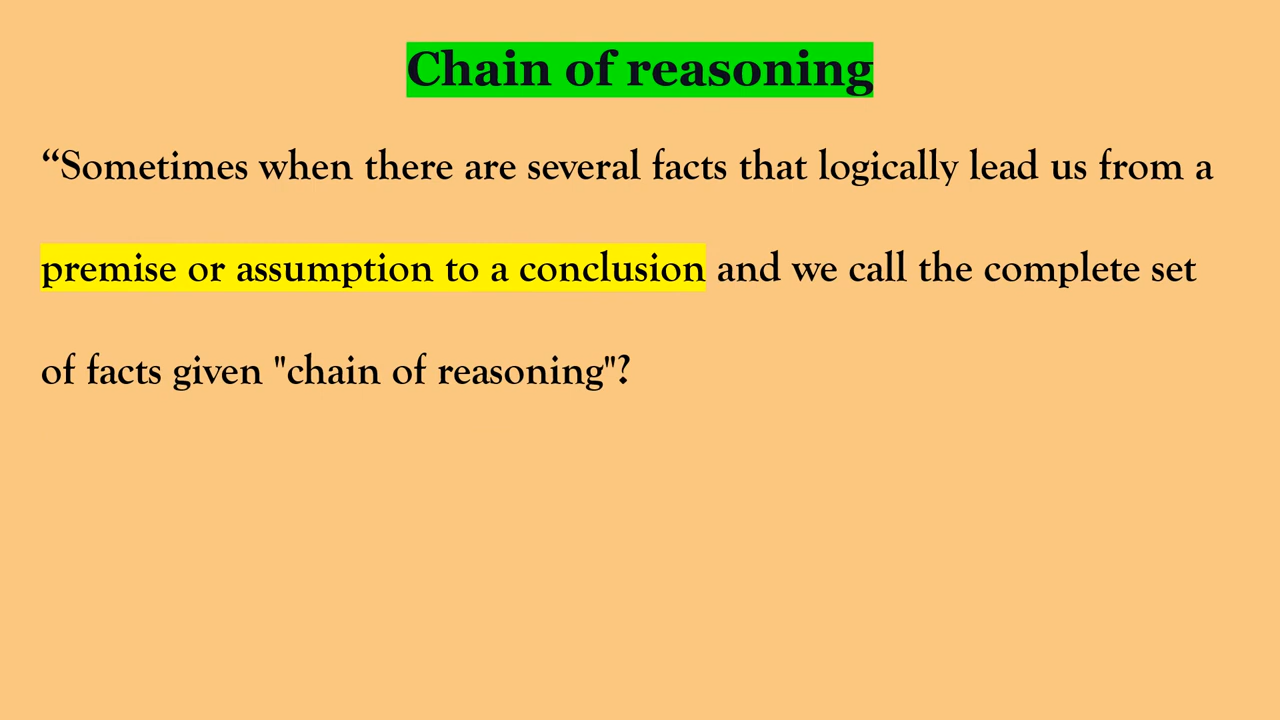 Chain of reasoning
“Sometimes when there are several facts that logically lead us from a
premise or assumption to a conclusion and we call the complete set
of facts given "chain of reasoning"?